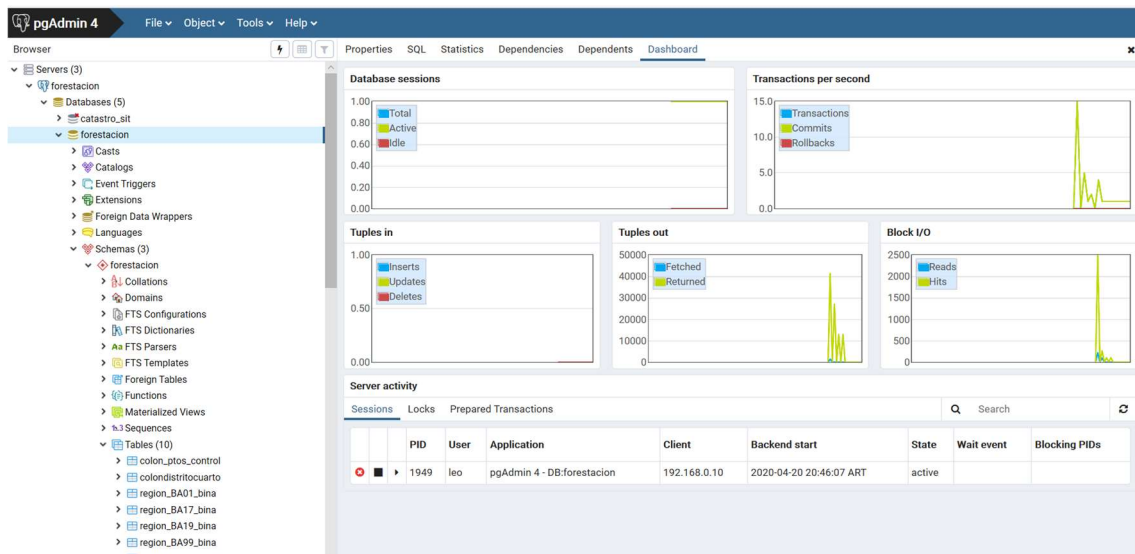 pgAdmin 4 File Object Tools Help
Browser
Properties SQL Statistics Dependencies Dependents Dashboard
Servers (3)
forestacion
Databases (5)
catastro_sit
forestacion
Casts
Catalogs
Event Triggers
Extensions
Foreign Data Wrappers
Languages
Schemas (3)
forestacion
Collations
Domains
FTS Configurations
FTS Dictionaries
Aa FTS Parsers
FTS Templates
Foreign Tables
Functions
Materialized Views
1..3 Sequences
Tables (10)
colon_ptos_control
colondistritocuarto
region_BA01_bina
region_BA17_bina
region_BA19_bina
region_BA99_bina
Database sessions
1.00
0.80
0.60
0.40
0.20
0.00
Total
Active
Idle
Transactions per second
15.0
10.0
5.0
0.0
Transactions
Commits
Rollbacks
Tuples in
1.00
0.50
0.00
Inserts
Updates
Deletes
Tuples out
50000
40000
30000
20000
10000
0
Fetched
Returned
Block I/O
2500
2000
1500
1000
500
0
Reads
Hits
Server activity
Sessions Locks Prepared Transactions
Search
PID User Application Client Backend start State Wait event Blocking PIDs
1949 leo pgAdmin 4 - DB:forestacion 192.168.0.10 2020-04-20 20:46:07 ART active